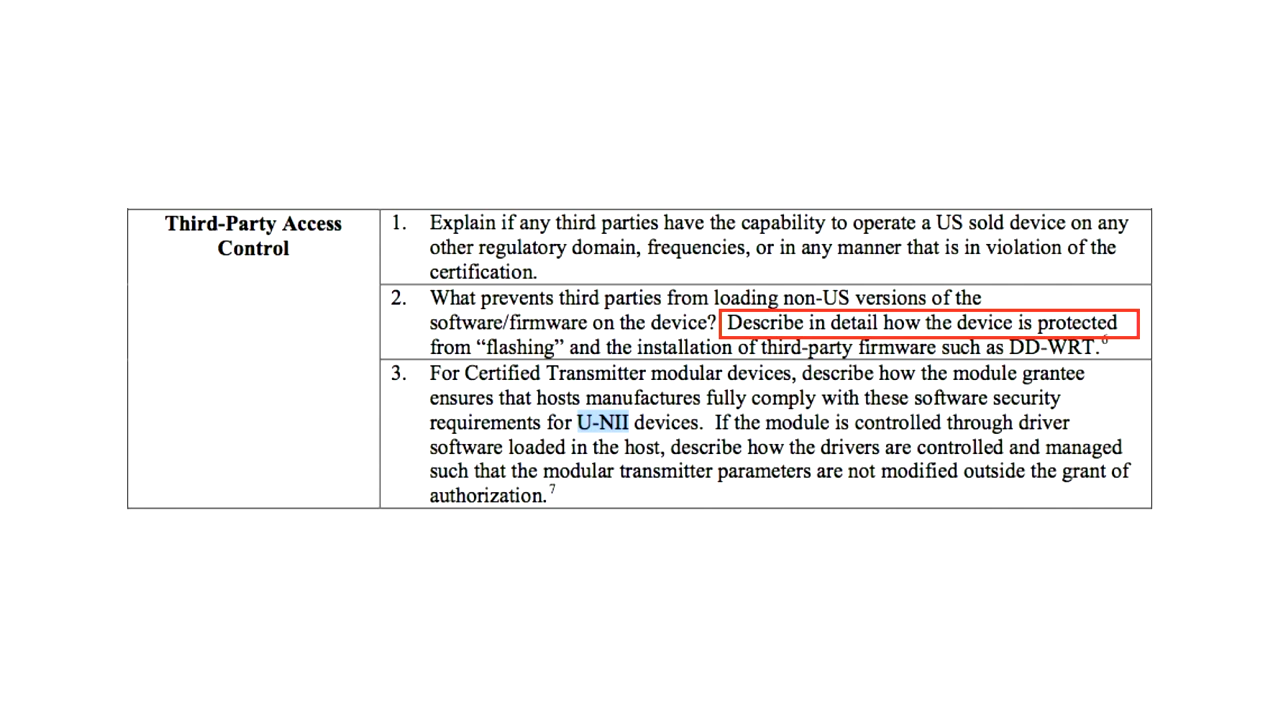 Third-Party Access
Control
1. Explain if any third parties have the capability to operate a US sold device on any
other regulatory domain, frequencies, or in any manner that is in violation of the
certification.
2. What prevents third parties from loading non-US versions of the
software/firmware on the device? Describe in detail how the device is protected
from “flashing” and the installation of third-party firmware such as DD-WRT.6
3. For Certified Transmitter modular devices, describe how the module grantee
ensures that hosts manufactures fully comply with these software security
requirements for U-NII devices. If the module is controlled through driver
software loaded in the host, describe how the drivers are controlled and managed
such that the modular transmitter parameters are not modified outside the grant of
authorization.7